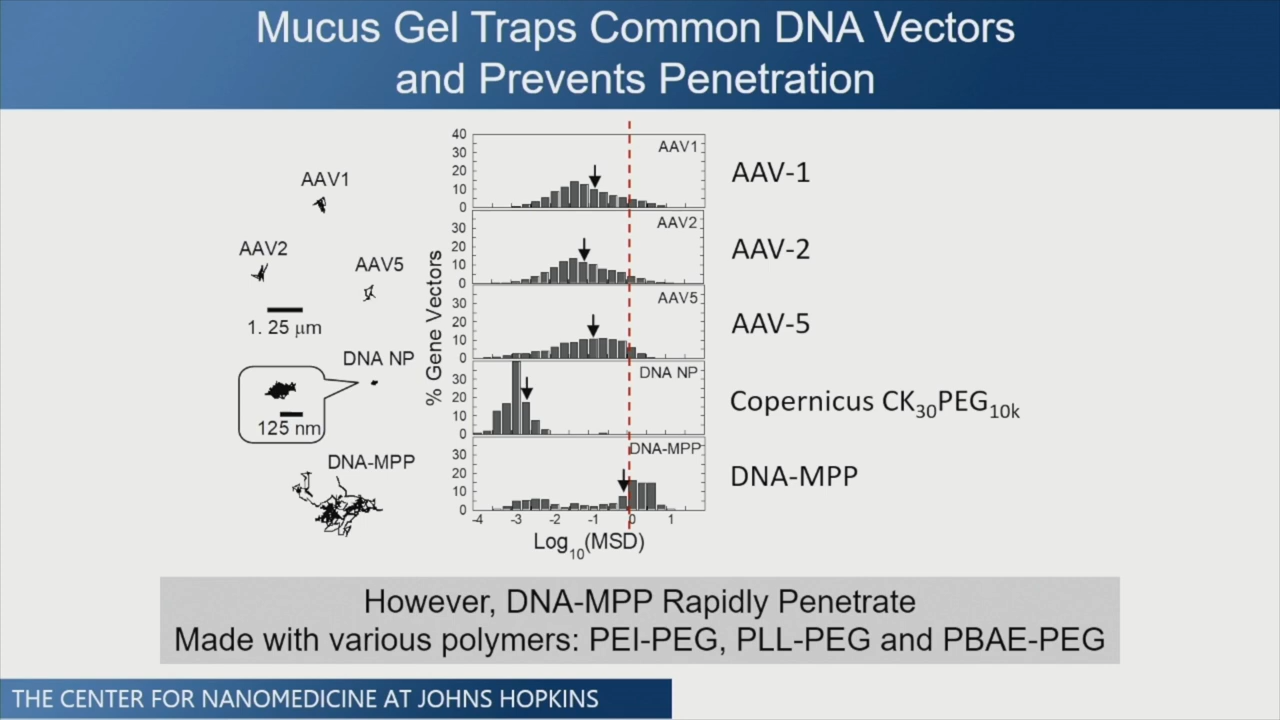 Mucus Gel Traps Common DNA Vectors
and Prevents Penetration
AAV1
AAV2
AAV5
1. 25 μm
DNA NP
125 nm
DNA-MPP
% Gene Vectors
40
30
20
10
0
AAV1
30
20
10
0
AAV2
30
20
10
0
AAV5
30
20
10
0
DNA NP
30
20
10
0
DNA-MPP
-4 -3 -2 -1 0 1
Log10(MSD)
AAV-1
AAV-2
AAV-5
Copernicus CK30PEG10k
DNA-MPP
However, DNA-MPP Rapidly Penetrate
Made with various polymers: PEI-PEG, PLL-PEG and PBAE-PEG
THE CENTER FOR NANOMEDICINE AT JOHNS HOPKINS